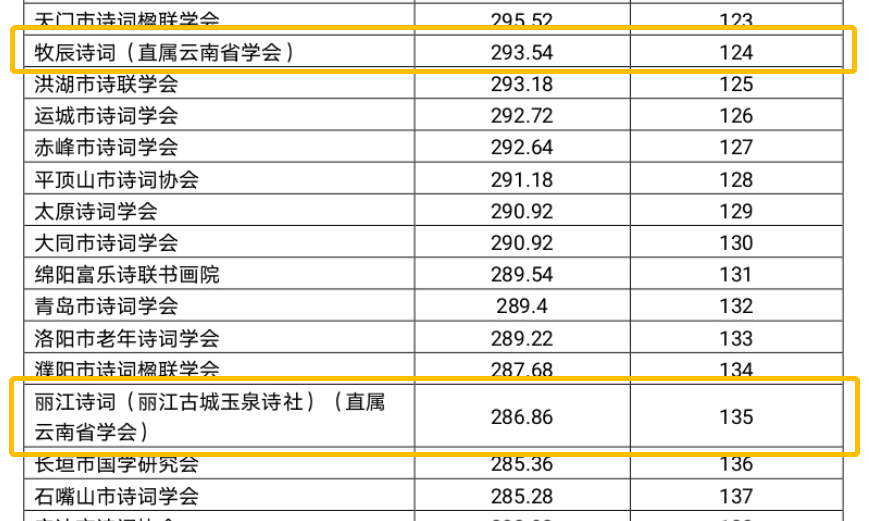 天门市诗词楹联学会 295.52 123
牧辰诗词（直属云南省学会） 293.54 124
洪湖市诗联学会 293.18 125
运城市诗词学会 292.72 126
赤峰市诗词学会 292.64 127
平顶山市诗词协会 291.18 128
太原诗词学会 290.92 129
大同市诗词学会 290.92 130
绵阳富乐诗联书画院 289.54 131
青岛市诗词学会 289.4 132
洛阳市老年诗词学会 289.22 133
濮阳市诗词楹联学会 287.68 134
丽江诗词（丽江古城玉泉诗社）（直属
云南省学会） 286.86 135
长垣市国学研究会 285.36 136
石嘴山市诗词学会 285.28 137